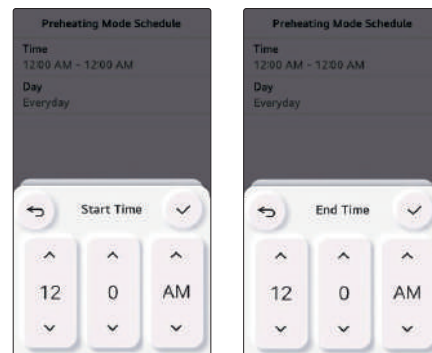 Preheating Mode Schedule
Time
12:00 AM - 12:00 AM
Day
Everyday
Start Time
12 0 AM
Preheating Mode Schedule
Time
12:00 AM - 12:00 AM
Day
Everyday
End Time
12 0 AM